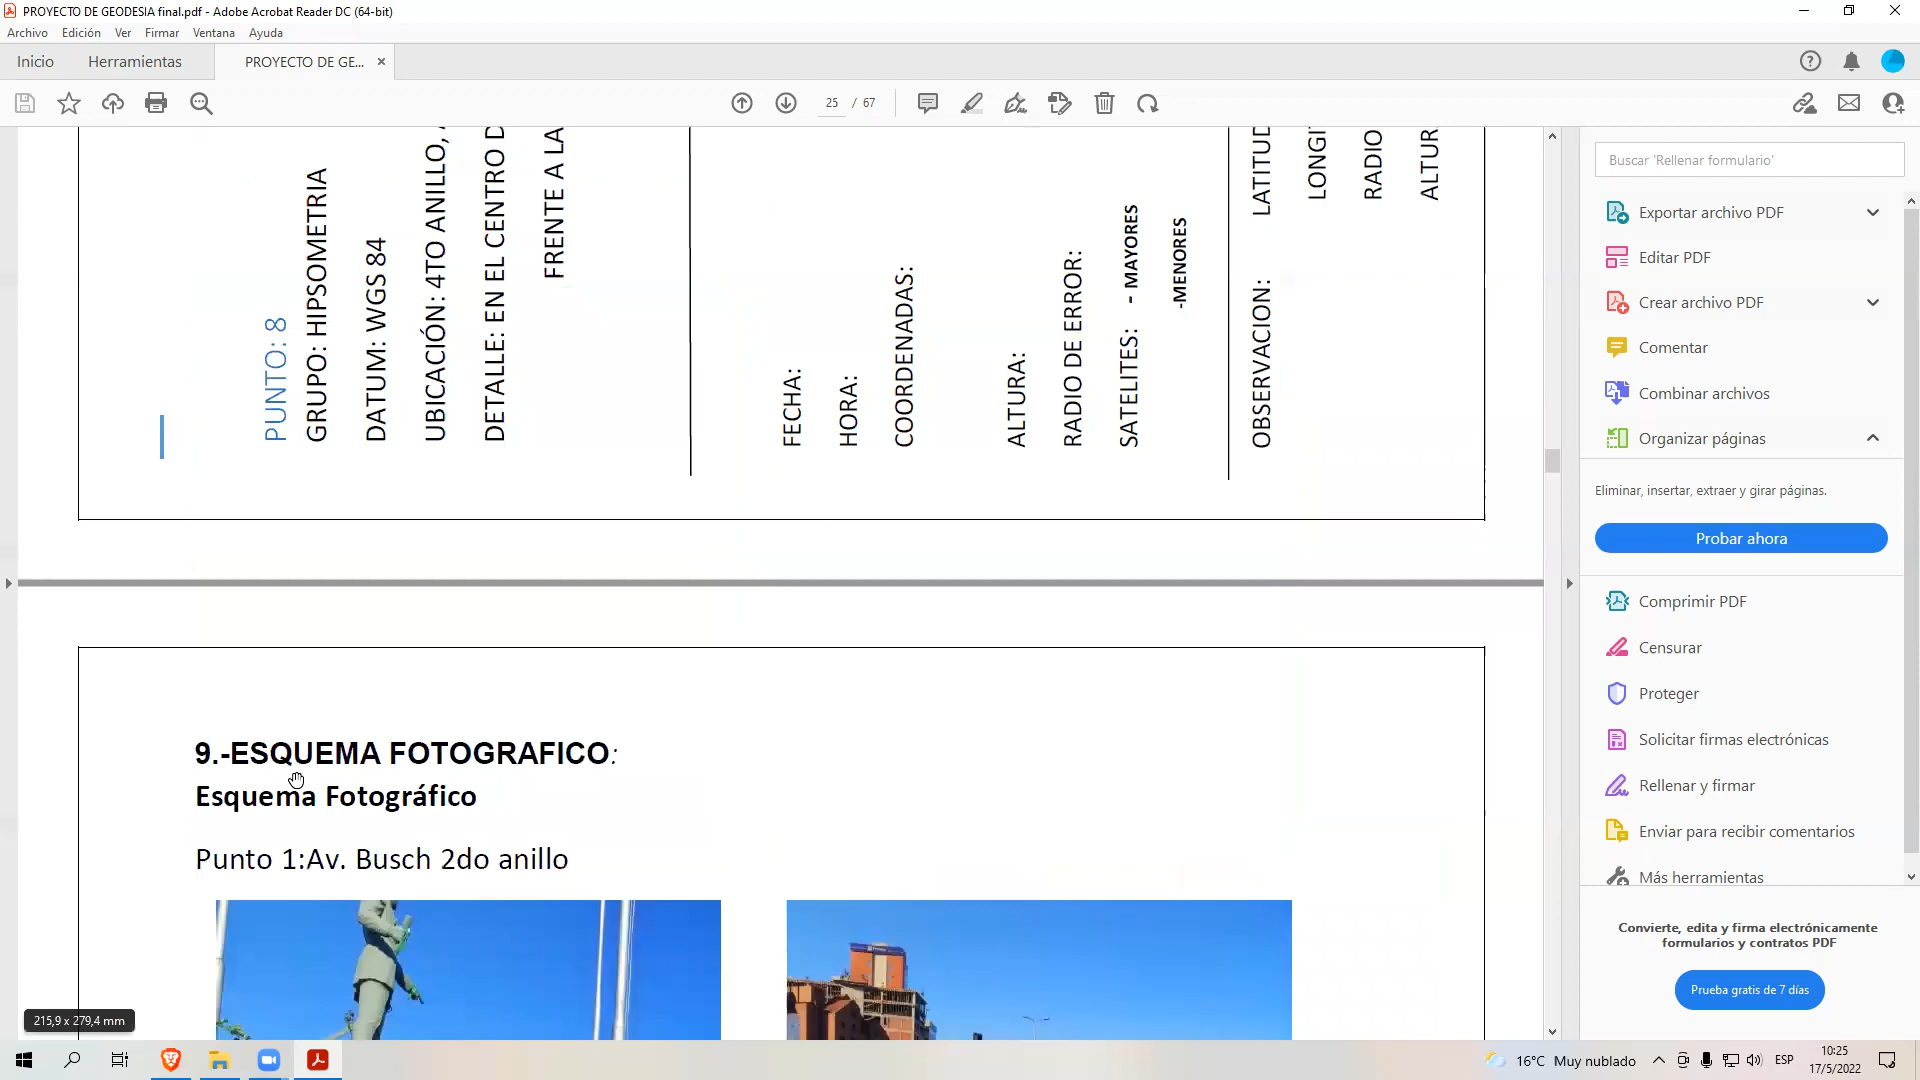 PROYECTO DE GEODESIA final.pdf - Adobe Acrobat Reader DC (64-bit)
Archivo Edición Ver Firmar Ventana Ayuda
Inicio Herramientas PROYECTO DE GE... ×
25 / 67
PUNTO: 8
GRUPO: HIPSOMETRIA
DATUM: WGS 84
UBICACIÓN: 4TO ANILLO,
DETALLE: EN EL CENTRO D
FRENTE A LA
FECHA:
HORA:
COORDENADAS:
ALTURA:
RADIO DE ERROR:
SATELITES: - MAYORES
-MENORES
OBSERVACION: LATITUD
LONGI
RADIO
ALTUR
9.-ESQUEMA FOTOGRAFICO:
Esquema Fotográfico
Punto 1:Av. Busch 2do anillo
215,9 x 279,4 mm
Buscar 'Rellenar formulario'
Exportar archivo PDF
Editar PDF
Crear archivo PDF
Comentar
Combinar archivos
Organizar páginas
Eliminar, insertar, extraer y girar páginas.
Probar ahora
Comprimir PDF
Censurar
Proteger
Solicitar firmas electrónicas
Rellenar y firmar
Enviar para recibir comentarios
Más herramientas
Convierte, edita y firma electrónicamente
formularios y contratos PDF
Prueba gratis de 7 días
16°C Muy nublado
ESP
10:25
17/5/2022